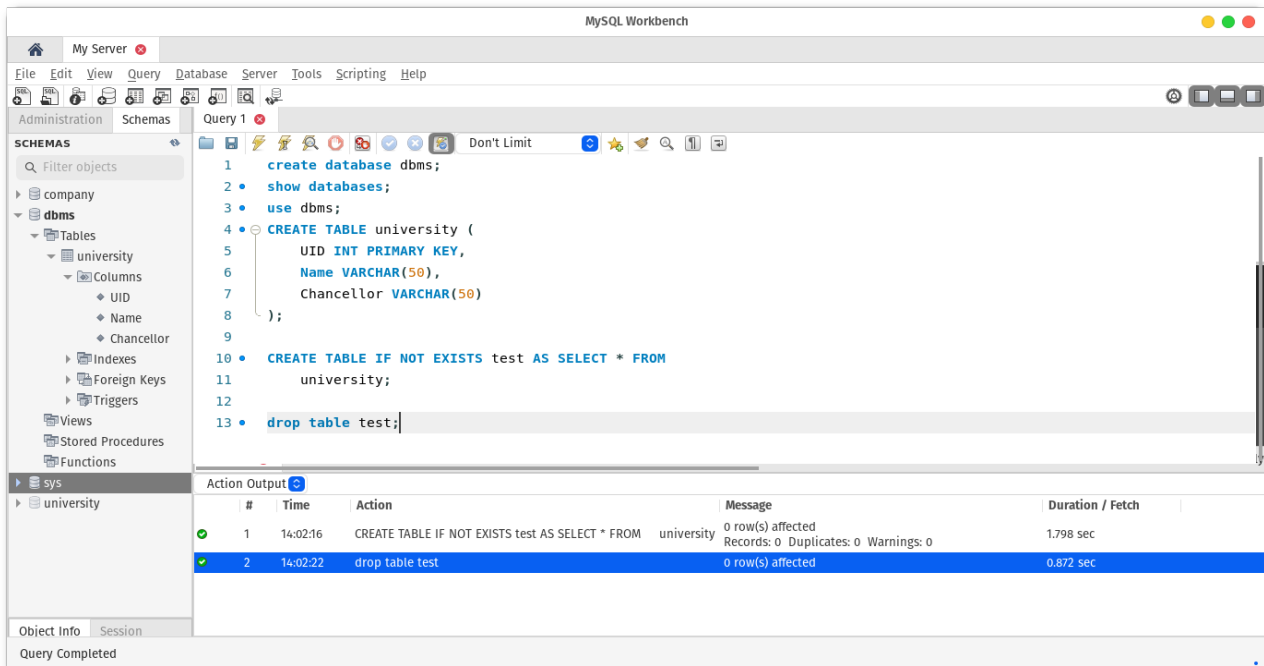 MySQL Workbench
My Server
File Edit View Query Database Server Tools Scripting Help
Administration Schemas
Query 1
SCHEMAS
Don't Limit
Filter objects
company
dbms
Tables
university
Columns
UID
Name
Chancellor
Indexes
Foreign Keys
Triggers
Views
Stored Procedures
Functions
sys
university
1 create database dbms;
2 show databases;
3 use dbms;
4 CREATE TABLE university (
5 UID INT PRIMARY KEY,
6 Name VARCHAR(50),
7 Chancellor VARCHAR(50)
8 );
9
10 CREATE TABLE IF NOT EXISTS test AS SELECT * FROM
11 university;
12
13 drop table test;
Action Output
# Time Action Message Duration / Fetch
1 14:02:16 CREATE TABLE IF NOT EXISTS test AS SELECT * FROM university 0 row(s) affected 1.798 sec
Records: 0 Duplicates: 0 Warnings: 0
2 14:02:22 drop table test 0 row(s) affected 0.872 sec
Object Info Session
Query Completed